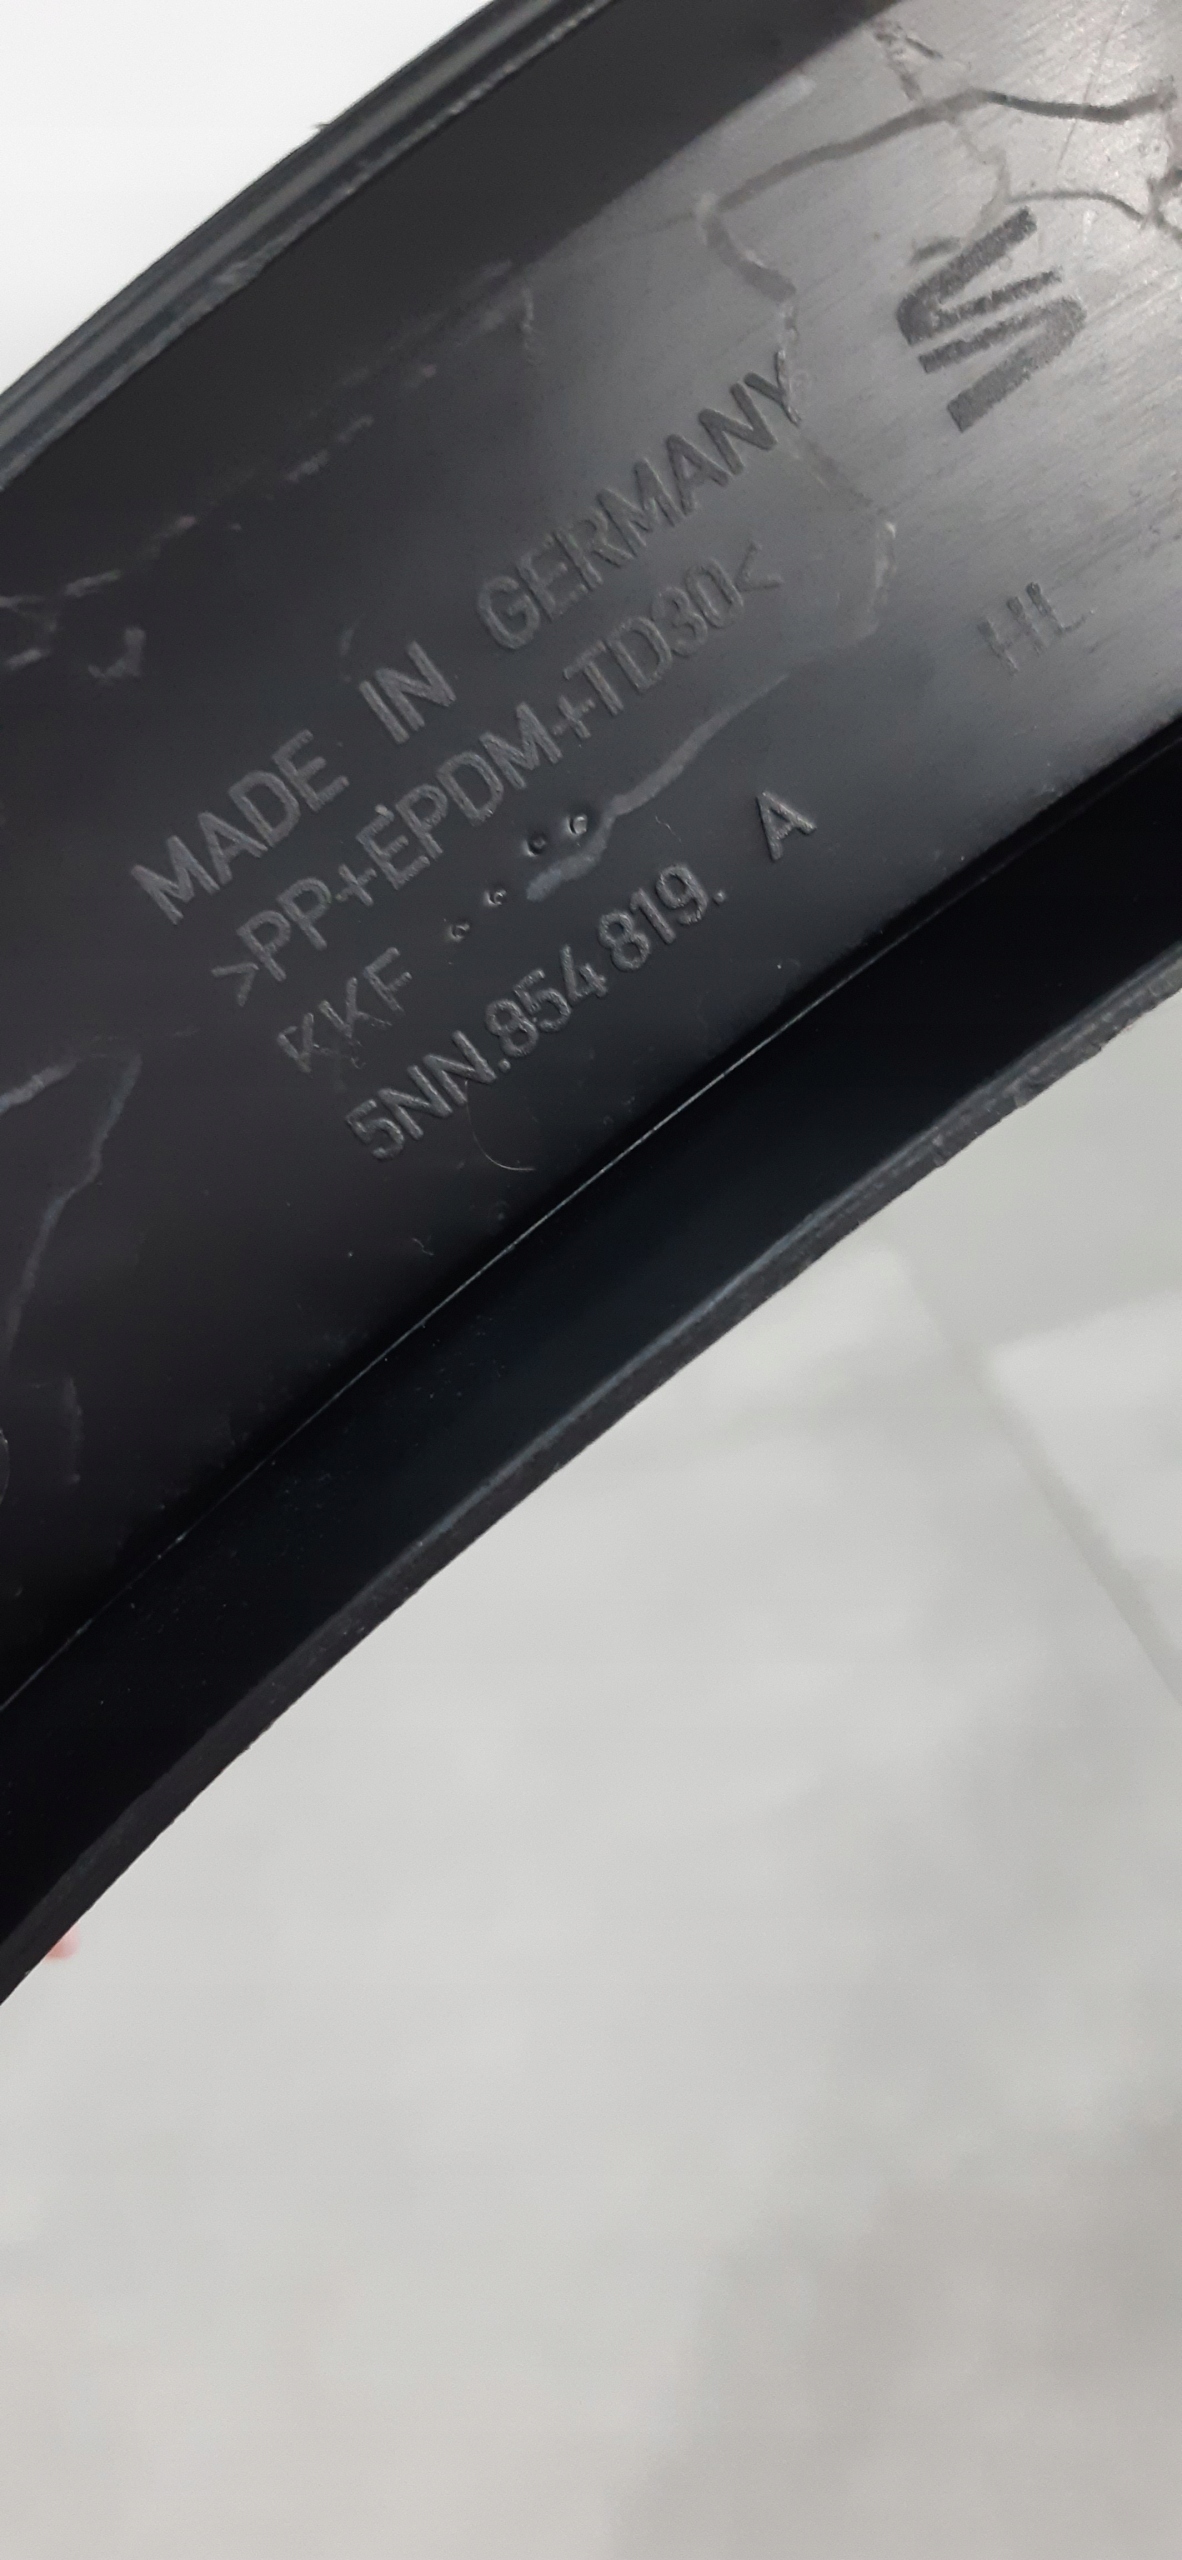 MADE IN GERMANY
>PP+EPDM+TD30<
KKF
5NN.854 819. A
HL